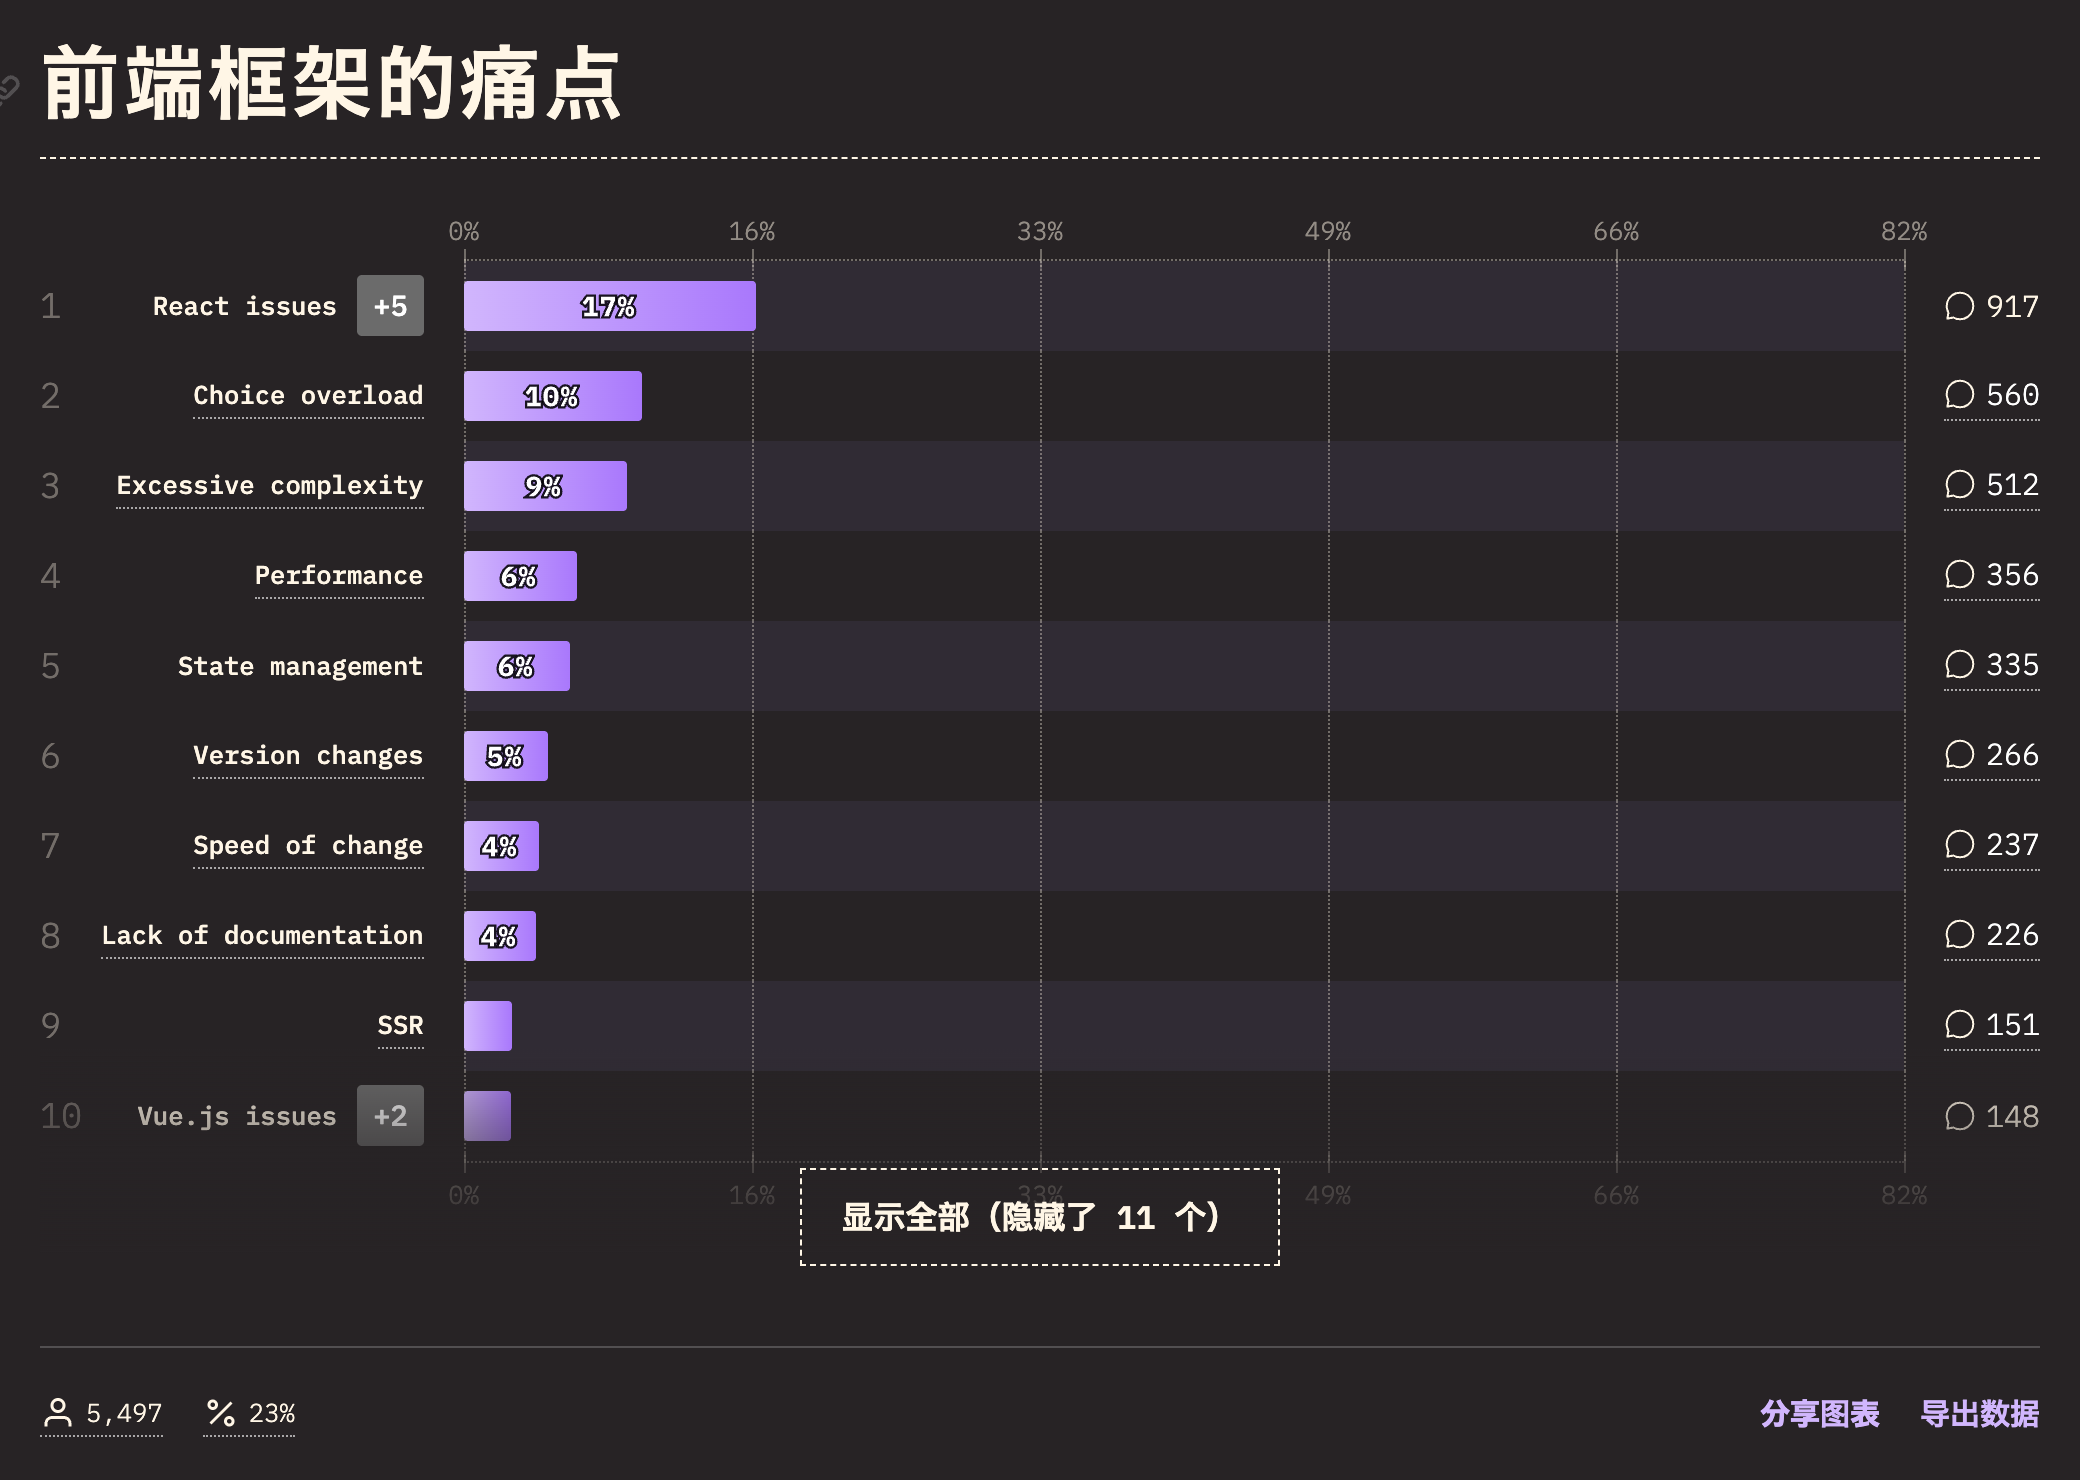 前端框架的痛点
0% 16% 33% 49% 66% 82%
1 React issues +5 17% 917
2 Choice overload 10% 560
3 Excessive complexity 9% 512
4 Performance 6% 356
5 State management 6% 335
6 Version changes 5% 266
7 Speed of change 4% 237
8 Lack of documentation 4% 226
9 SSR 151
10 Vue.js issues +2 148
0% 16% 33% 49% 66% 82%
显示全部（隐藏了 11 个）
5,497 23% 分享图表 导出数据